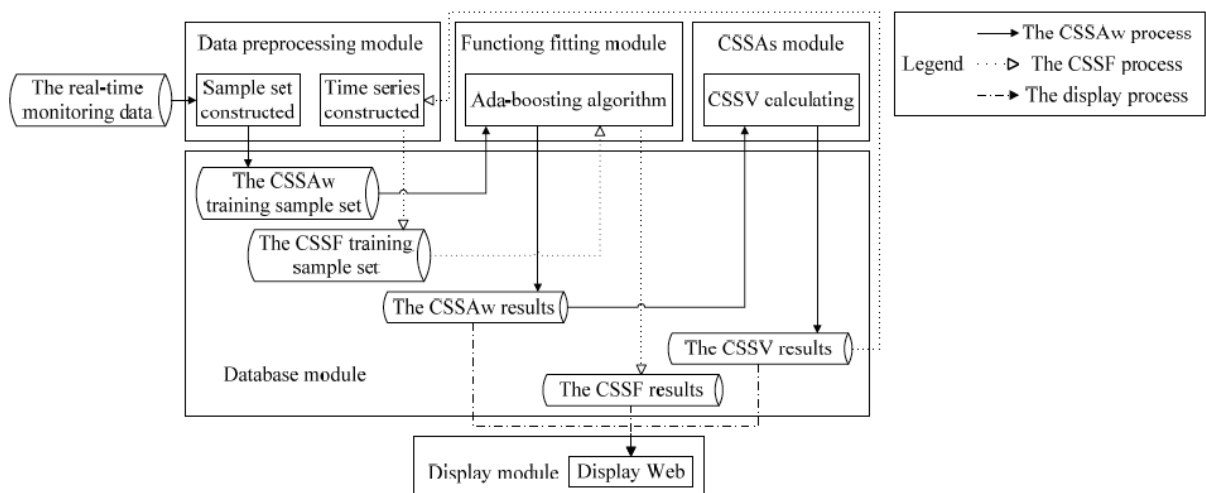 Data preprocessing module
Functiong fitting module
CSSAs module
The real-time
monitoring data
Sample set
constructed
Time series
constructed
Ada-boosting algorithm
CSSV calculating
Legend
The CSSAw process
The CSSF process
The display process
The CSSAw
training sample set
The CSSF training
sample set
The CSSAw results
The CSSV results
Database module
The CSSF results
Display module
Display Web